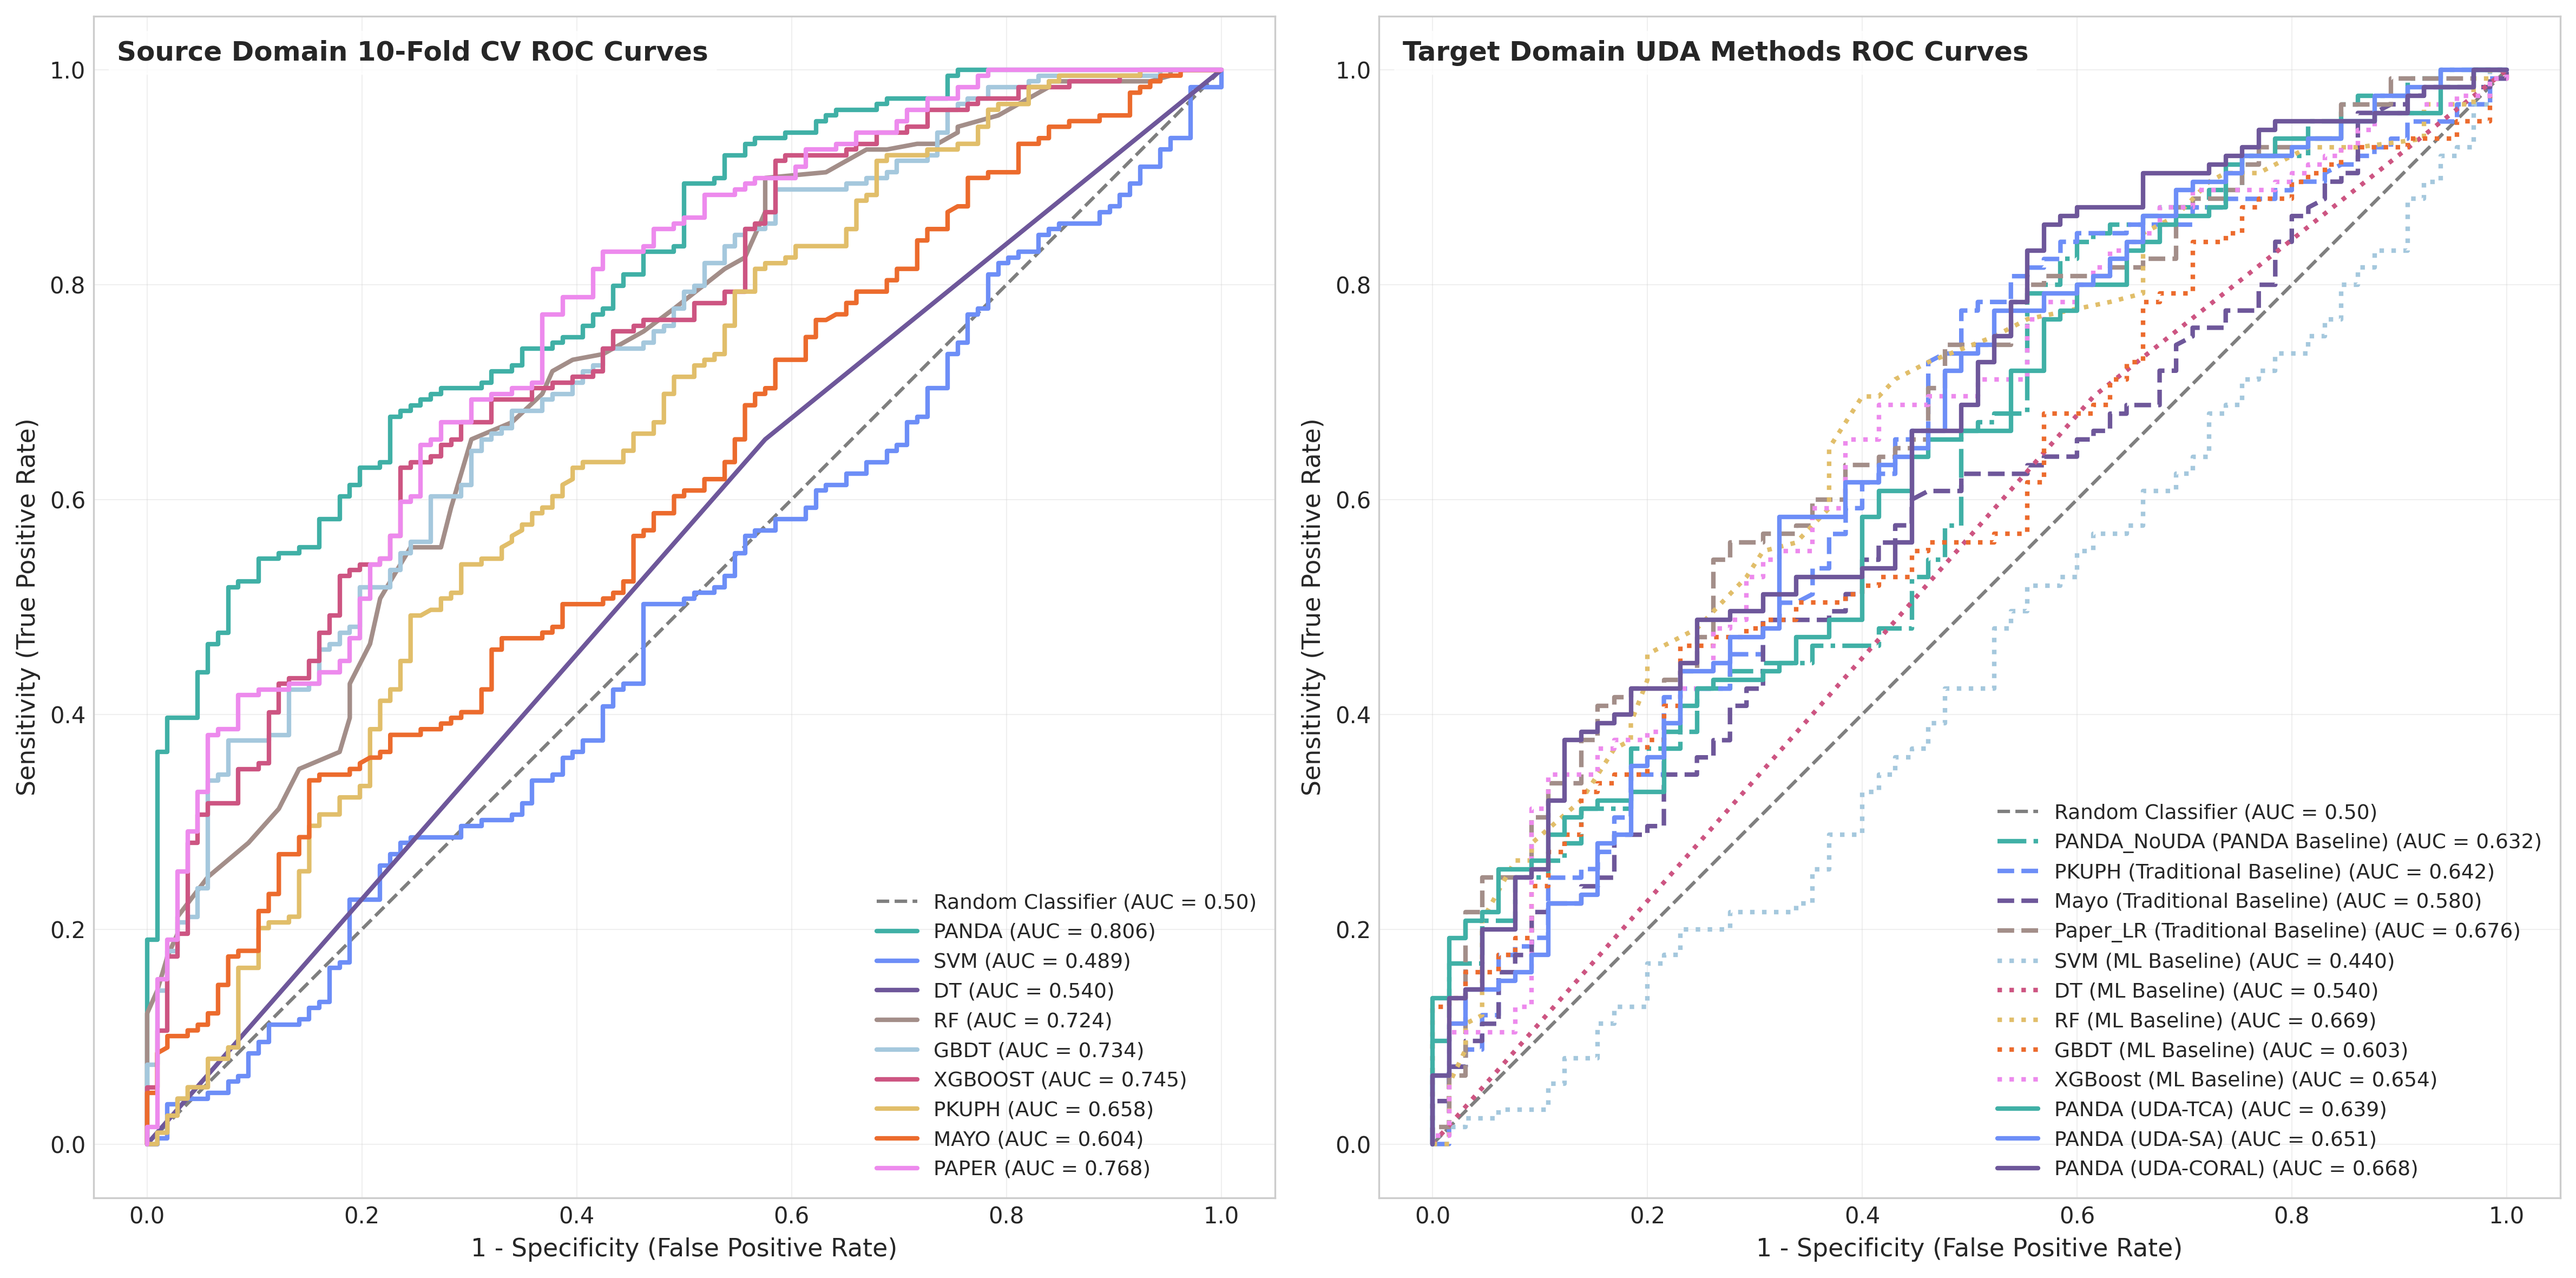 Source Domain 10-Fold CV ROC Curves
1.0
0.8
0.6
0.4
0.2
0.0
Sensitivity (True Positive Rate)
Random Classifier (AUC = 0.50)
PANDA (AUC = 0.806)
SVM (AUC = 0.489)
DT (AUC = 0.540)
RF (AUC = 0.724)
GBDT (AUC = 0.734)
XGBOOST (AUC = 0.745)
PKUPH (AUC = 0.658)
MAYO (AUC = 0.604)
PAPER (AUC = 0.768)
0.0 0.2 0.4 0.6 0.8 1.0
1 - Specificity (False Positive Rate)
Target Domain UDA Methods ROC Curves
1.0
0.8
0.6
0.4
0.2
0.0
Sensitivity (True Positive Rate)
Random Classifier (AUC = 0.50)
PANDA_NoUDA (PANDA Baseline) (AUC = 0.632)
PKUPH (Traditional Baseline) (AUC = 0.642)
Mayo (Traditional Baseline) (AUC = 0.580)
Paper_LR (Traditional Baseline) (AUC = 0.676)
SVM (ML Baseline) (AUC = 0.440)
DT (ML Baseline) (AUC = 0.540)
RF (ML Baseline) (AUC = 0.669)
GBDT (ML Baseline) (AUC = 0.603)
XGBoost (ML Baseline) (AUC = 0.654)
PANDA (UDA-TCA) (AUC = 0.639)
PANDA (UDA-SA) (AUC = 0.651)
PANDA (UDA-CORAL) (AUC = 0.668)
0.0 0.2 0.4 0.6 0.8 1.0
1 - Specificity (False Positive Rate)